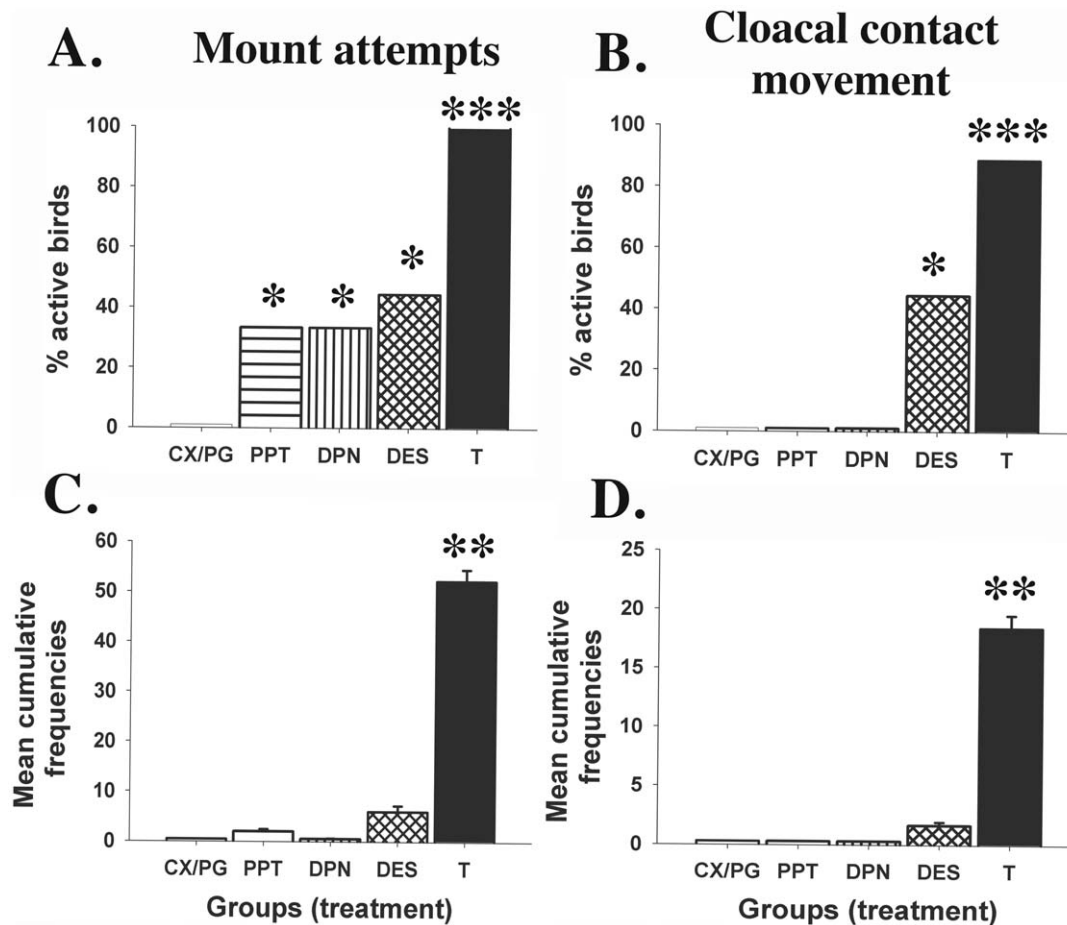 A. Mount attempts
***
100
80
60
40
20
0
% active birds
*
*
*
CX/PG PPT DPN DES T
B. Cloacal contact
movement
***
100
80
60
40
20
0
% active birds
*
CX/PG PPT DPN DES T
C.
**
60
50
40
30
20
10
0
Mean cumulative
frequencies
CX/PG PPT DPN DES T
Groups (treatment)
D.
**
25
20
15
10
5
0
Mean cumulative
frequencies
CX/PG PPT DPN DES T
Groups (treatment)